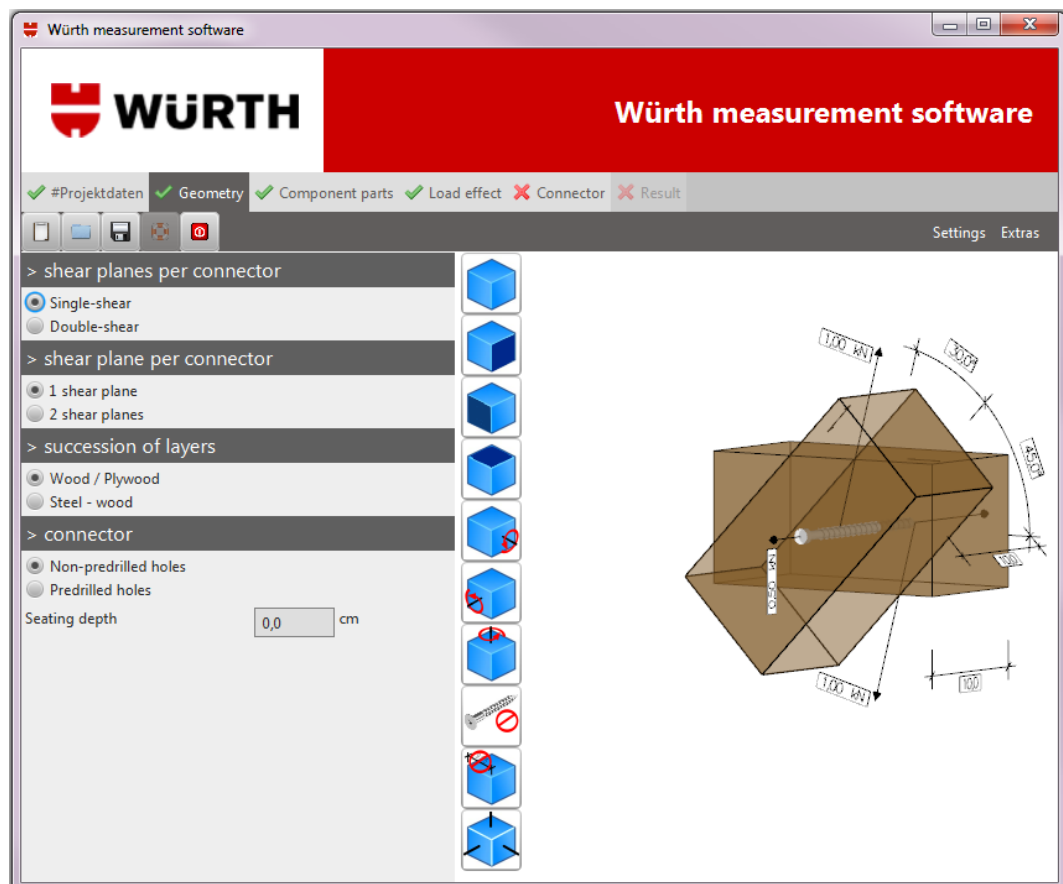 Würth measurement software
WÜRTH
Würth measurement software
#Projektdaten Geometry Component parts Load effect Connector Result
Settings Extras
> shear planes per connector
Single-shear
Double-shear
> shear plane per connector
1 shear plane
2 shear planes
> succession of layers
Wood / Plywood
Steel - wood
> connector
Non-predrilled holes
Predrilled holes
Seating depth 0,0 cm
1,00 kN
30,0°
45,0°
10,0
0,50 kN
1,00 kN
10,0